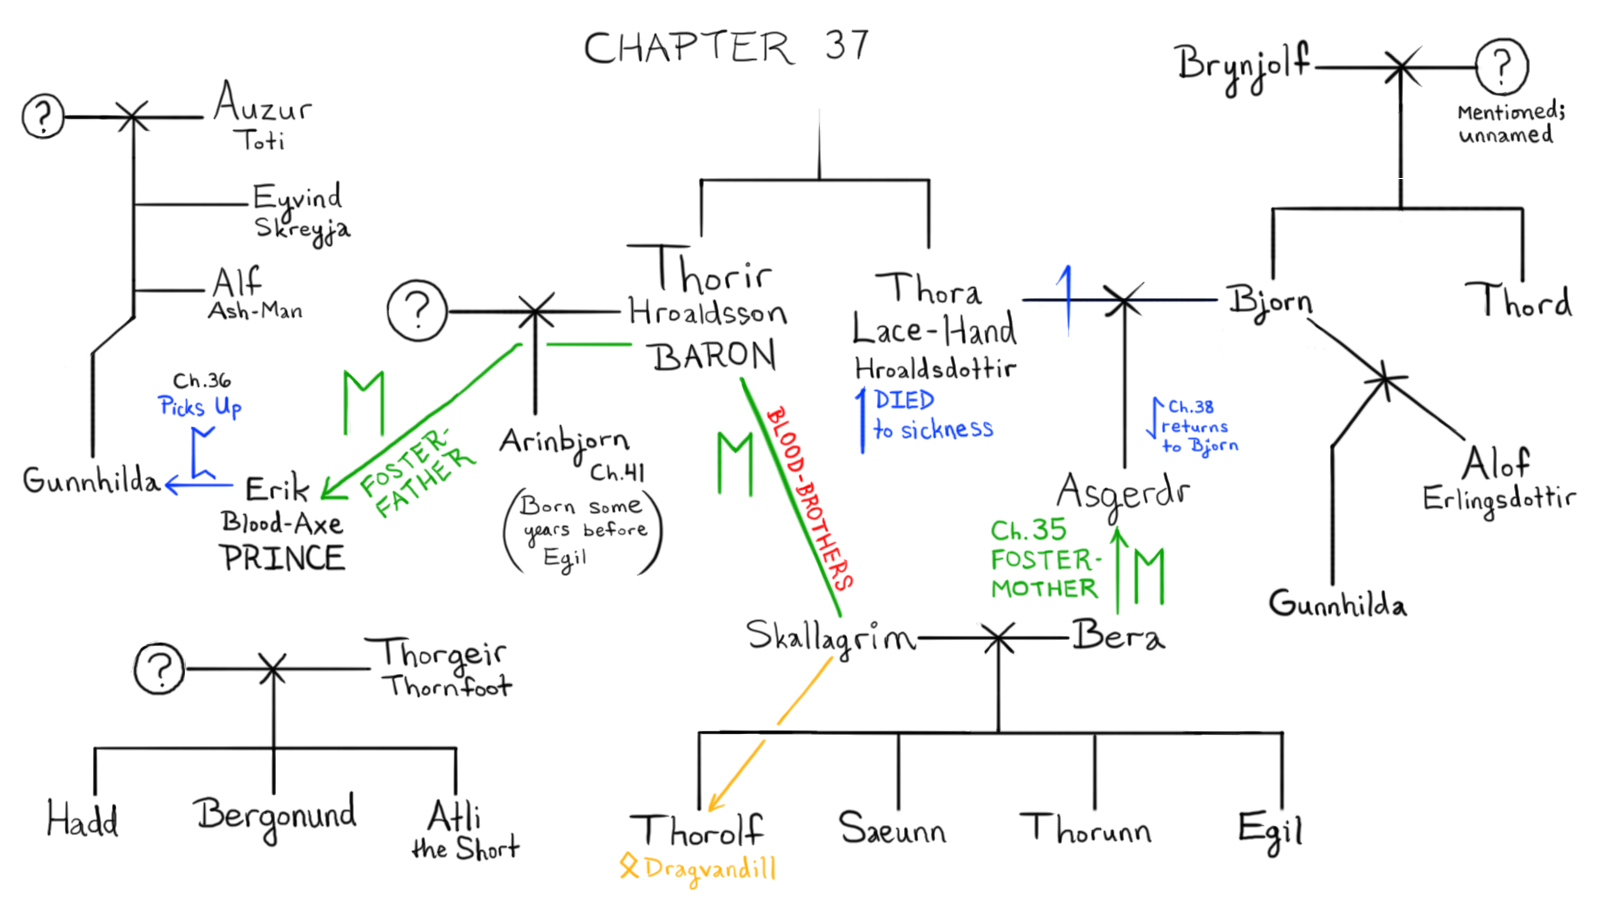 CHAPTER 37
?
Auzur
Toti
Eyvind
Skreyja
Alf
Ash-Man
Ch.36
Picks Up
Gunnhilda
Erik
Blood-Axe
PRINCE
M
FOSTER-
FATHER
?
Thorir
Hroaldsson
BARON
Arinbjorn
Ch.41
(Born some
years before
Egil)
M
BLOOD-BROTHERS
Thora
Lace-Hand
Hroaldsdottir
DIED
to sickness
Brynjolf
?
Mentioned;
unnamed
Bjorn
Thord
Ch.38
returns
to Bjorn
Asgerdr
Ch.35
FOSTER-
MOTHER
M
Alof
Erlingsdottir
Gunnhilda
?
Thorgeir
Thornfoot
Hadd
Bergonund
Atli
the Short
Skallagrim
Bera
Thorolf
ᛟ Dragvandill
Saeunn
Thorunn
Egil